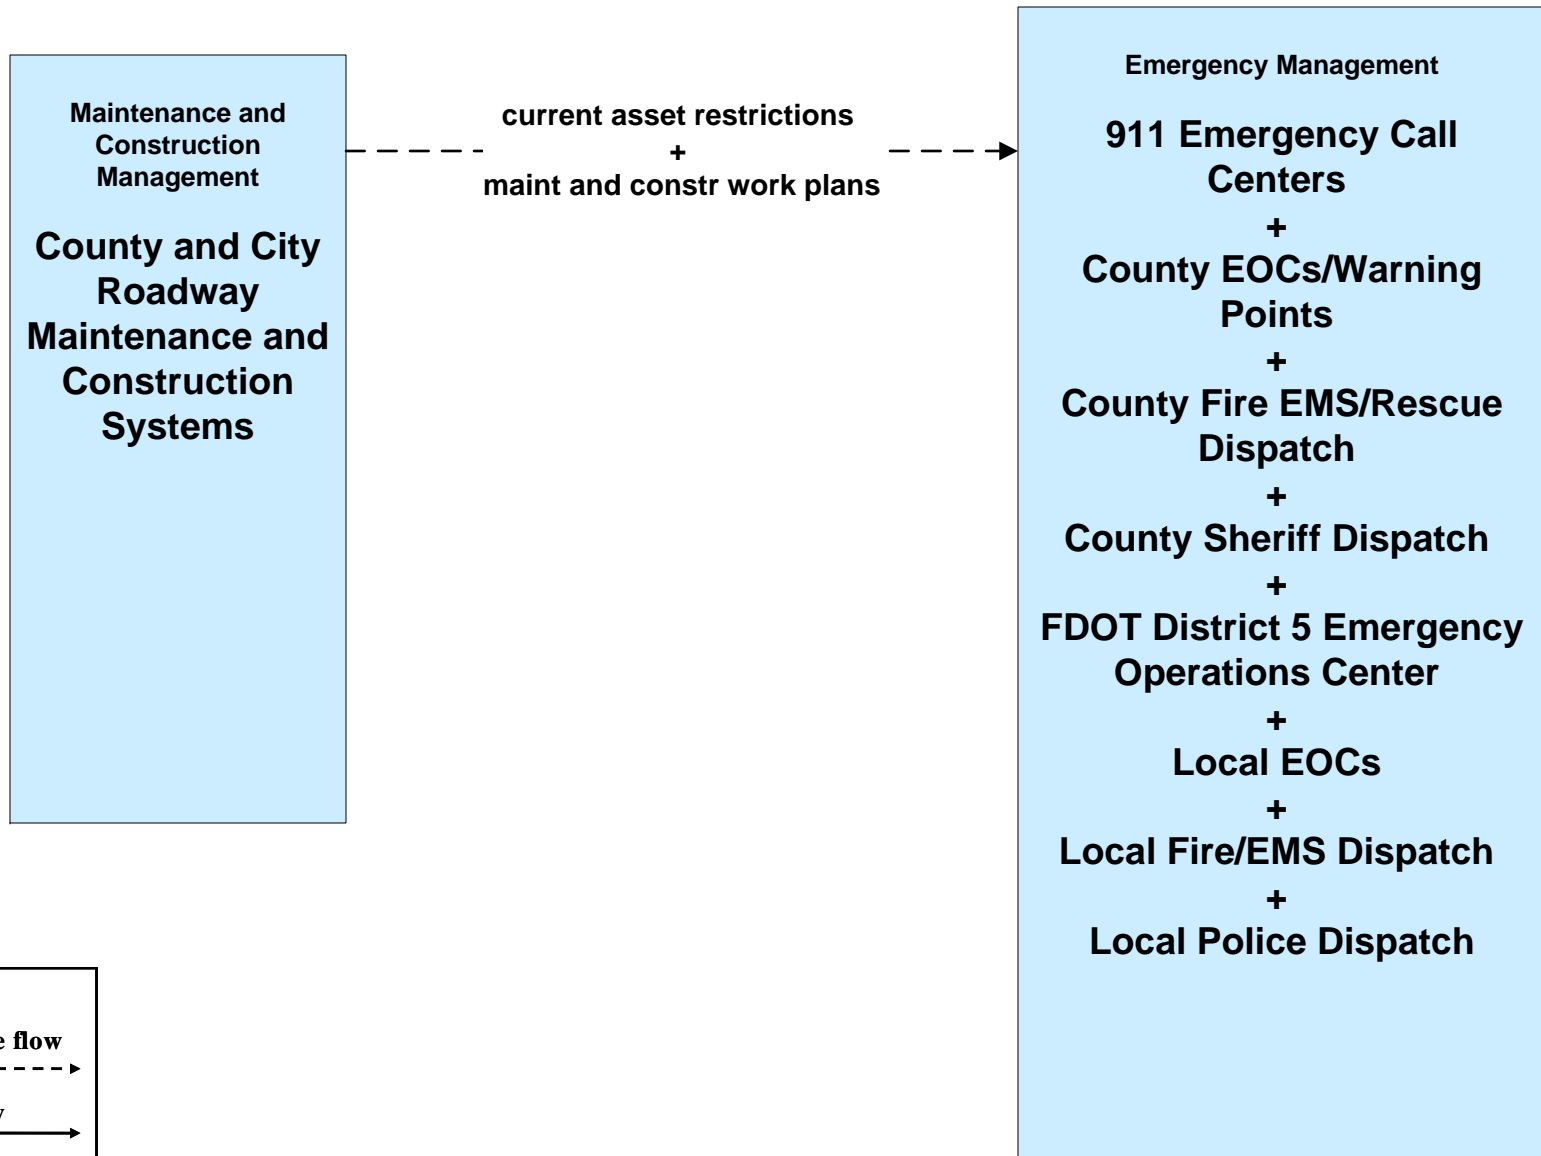 Maintenance and
Construction
Management
County and City
Roadway
Maintenance and
Construction
Systems
current asset restrictions
+
maint and constr work plans
Emergency Management
911 Emergency Call
Centers
+
County EOCs/Warning
Points
+
County Fire EMS/Rescue
Dispatch
+
County Sheriff Dispatch
+
FDOT District 5 Emergency
Operations Center
+
Local EOCs
+
Local Fire/EMS Dispatch
+
Local Police Dispatch
flow